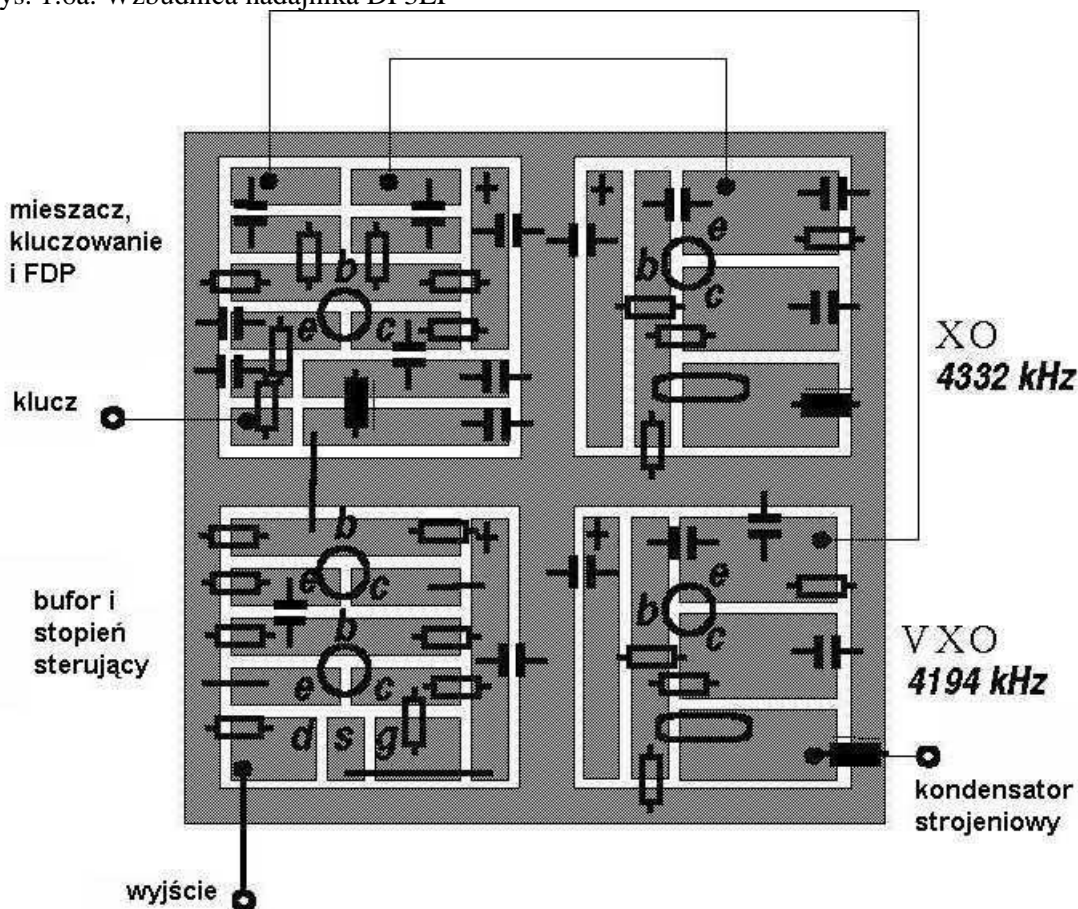 mieszacz,
kluczowanie
i FDP
b
e
c
+
klucz
+
e
b
c
XO
4332 kHz
bufor i
stopień
sterujący
b
e
c
+
b
e
c
d s g
+
e
b
c
VXO
4194 kHz
kondensator
strojeniowy
wyjście